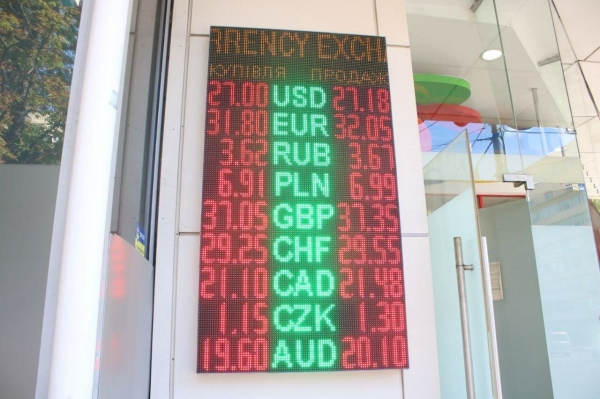 RRENCY EXCH
КУПІВЛЯ ПРОДАЖ
27.00 USD 27.18
31.80 EUR 32.05
3.62 RUB 3.67
6.91 PLN 6.99
37.05 GBP 37.35
29.25 CHF 29.55
21.10 CAD 21.48
1.15 CZK 1.30
19.60 AUD 20.10